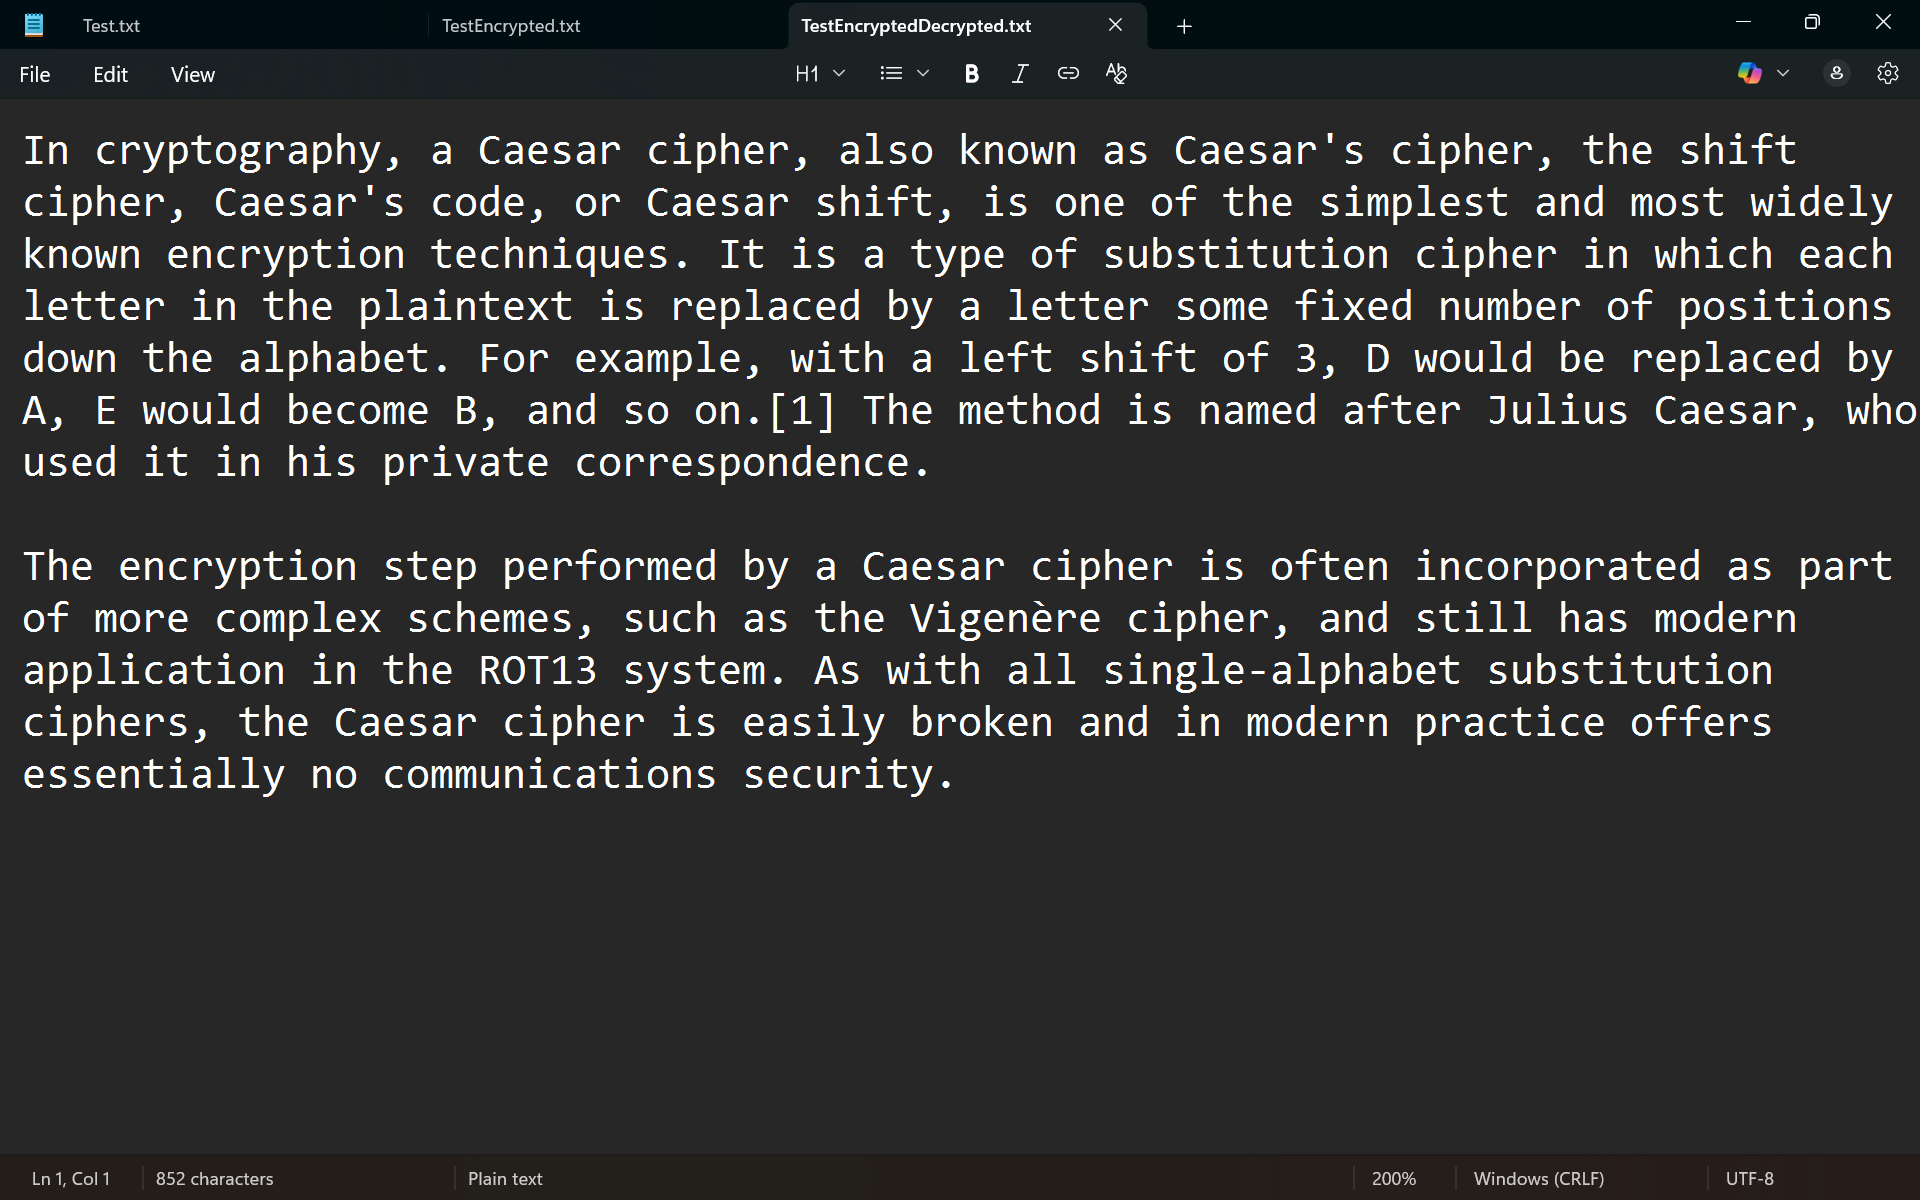 Test.txt
TestEncrypted.txt
TestEncryptedDecrypted.txt
File
Edit
View
H1
In cryptography, a Caesar cipher, also known as Caesar's cipher, the shift
cipher, Caesar's code, or Caesar shift, is one of the simplest and most widely
known encryption techniques. It is a type of substitution cipher in which each
letter in the plaintext is replaced by a letter some fixed number of positions
down the alphabet. For example, with a left shift of 3, D would be replaced by
A, E would become B, and so on.[1] The method is named after Julius Caesar, who
used it in his private correspondence.
The encryption step performed by a Caesar cipher is often incorporated as part
of more complex schemes, such as the Vigenère cipher, and still has modern
application in the ROT13 system. As with all single-alphabet substitution
ciphers, the Caesar cipher is easily broken and in modern practice offers
essentially no communications security.
Ln 1, Col 1
852 characters
Plain text
200%
Windows (CRLF)
UTF-8